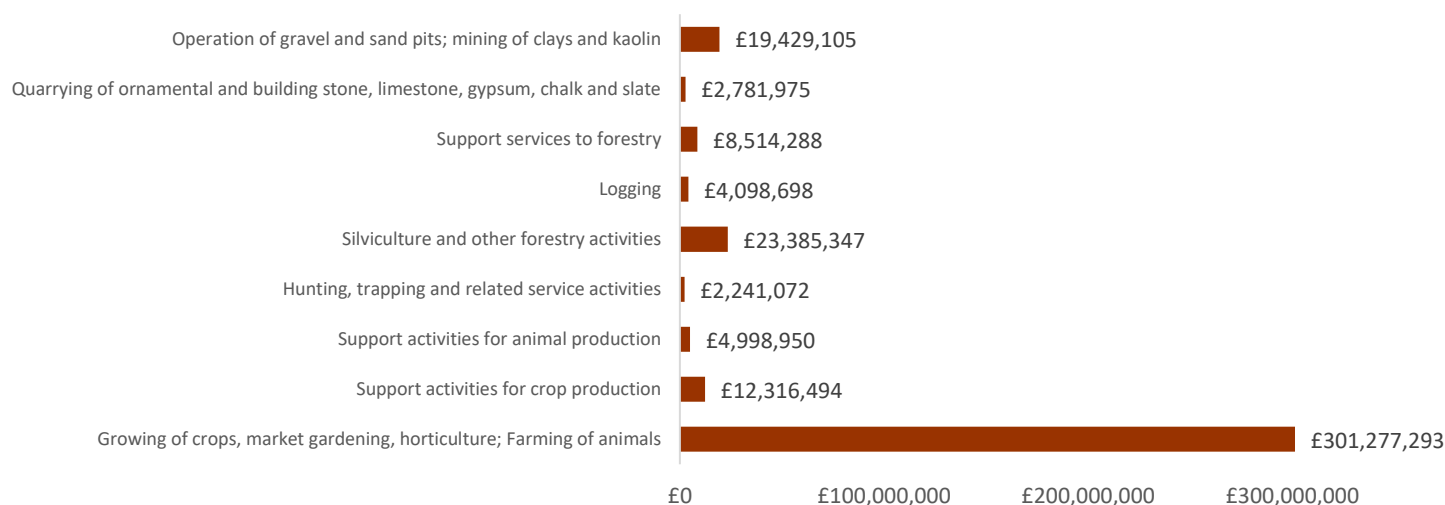 Operation of gravel and sand pits; mining of clays and kaolin £19,429,105
Quarrying of ornamental and building stone, limestone, gypsum, chalk and slate £2,781,975
Support services to forestry £8,514,288
Logging £4,098,698
Silviculture and other forestry activities £23,385,347
Hunting, trapping and related service activities £2,241,072
Support activities for animal production £4,998,950
Support activities for crop production £12,316,494
Growing of crops, market gardening, horticulture; Farming of animals £301,277,293
£0 £100,000,000 £200,000,000 £300,000,000